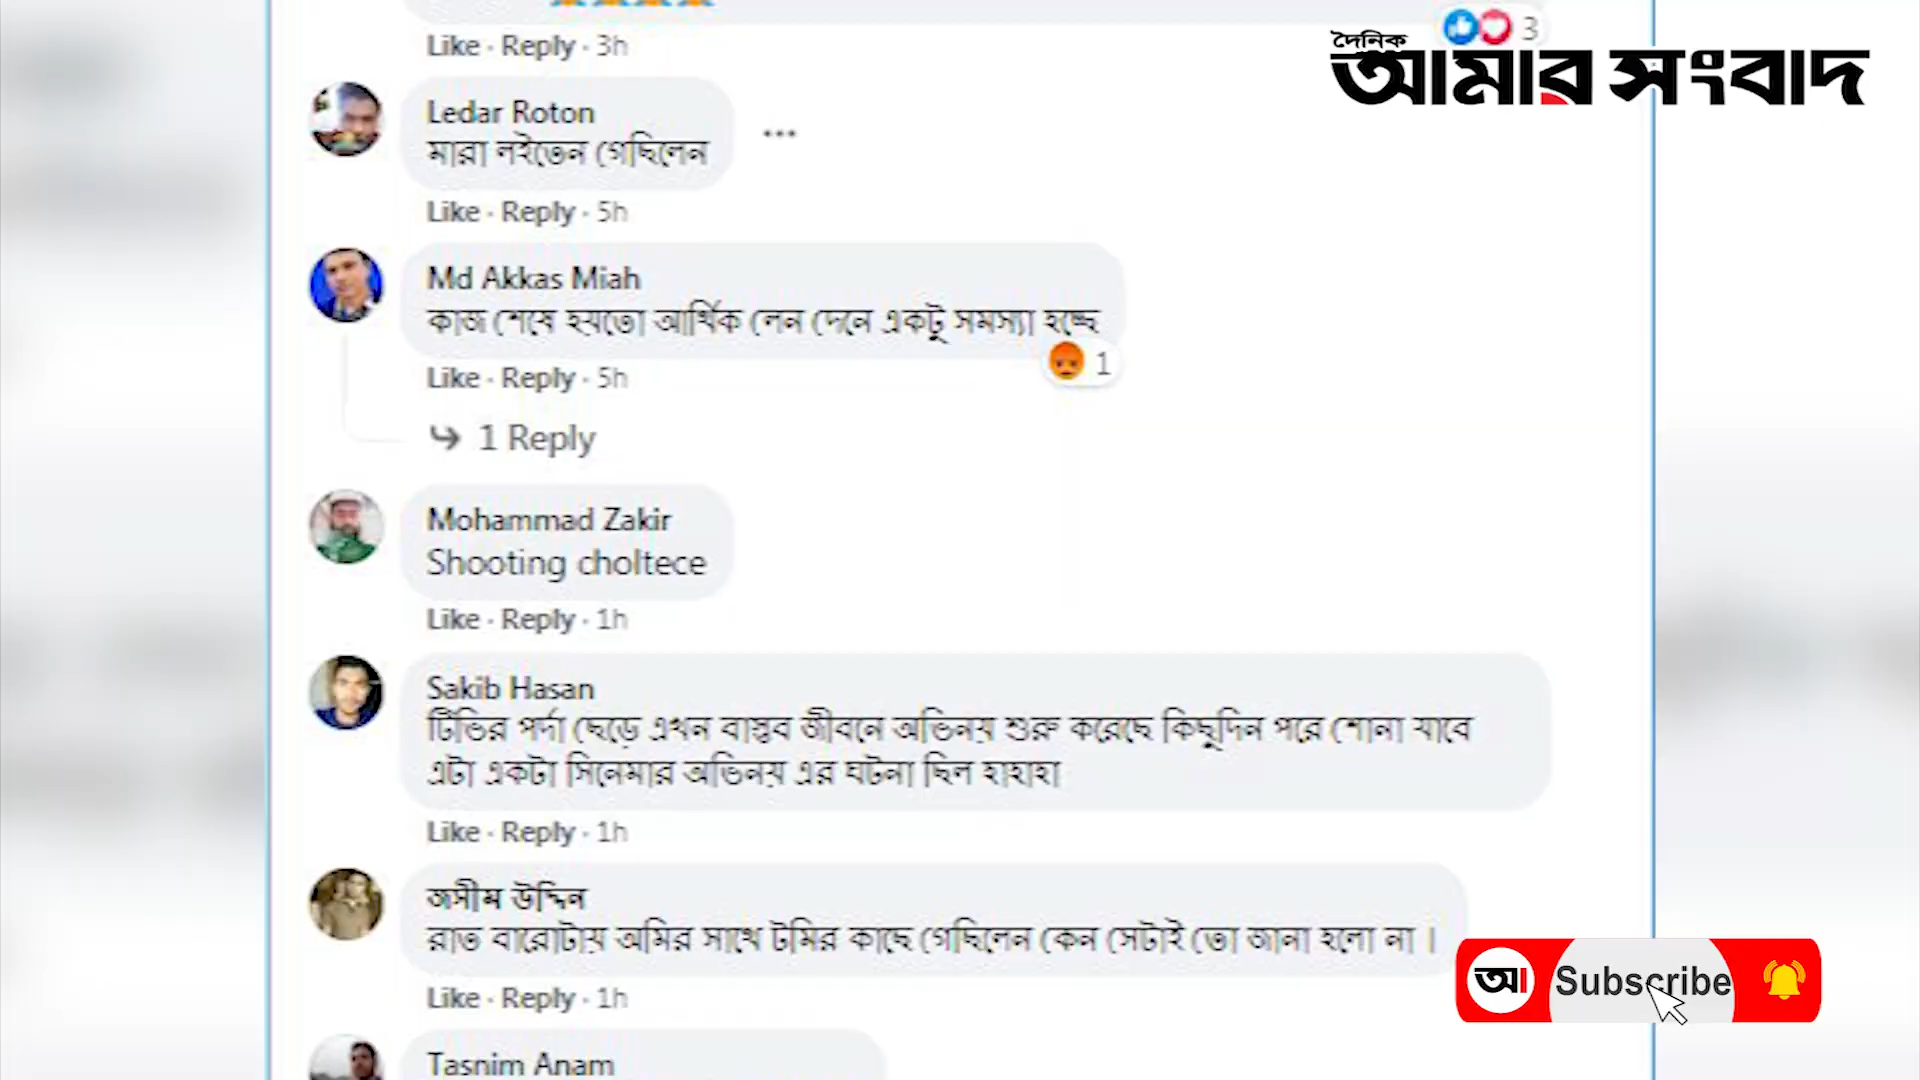 3
দৈনিক
আমার সংবাদ
Like · Reply · 3h
Ledar Roton
মারা লইতেন গেছিলেন
Like · Reply · 5h
Md Akkas Miah
কাজ শেষে হয়তো আর্থিক লেন দেনে একটু সমস্যা হচ্ছে
1
Like · Reply · 5h
1 Reply
Mohammad Zakir
Shooting choltece
Like · Reply · 1h
Sakib Hasan
টিভির পর্দা ছেড়ে এখন বাস্তব জীবনে অভিনয় শুরু করেছে কিছুদিন পরে শোনা যাবে
এটা একটা সিনেমার অভিনয় এর ঘটনা ছিল হাহাহা
Like · Reply · 1h
জসীম উদ্দিন
রাত বারোটায় অমির সাথে টমির কাছে গেছিলেন কেন সেটাই তো জানা হলো না ।
Like · Reply · 1h
আ Subscribe
Tasnim Anam